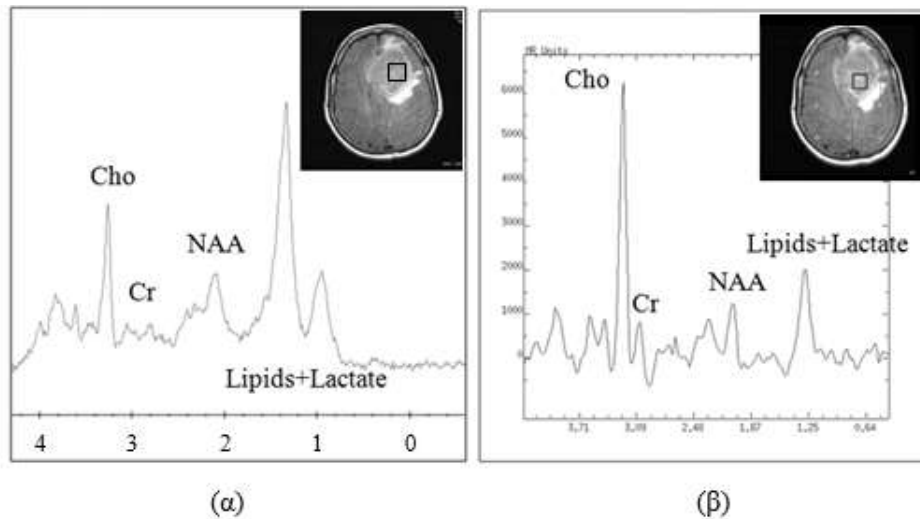 Cho
Cr
NAA
Lipids+Lactate
4 3 2 1 0
(α)
MR Units
Cho
6000
5000
4000
3000
2000
1000
0
Cr
NAA
Lipids+Lactate
3,71 3,09 2,48 1,87 1,25 0,64
(β)